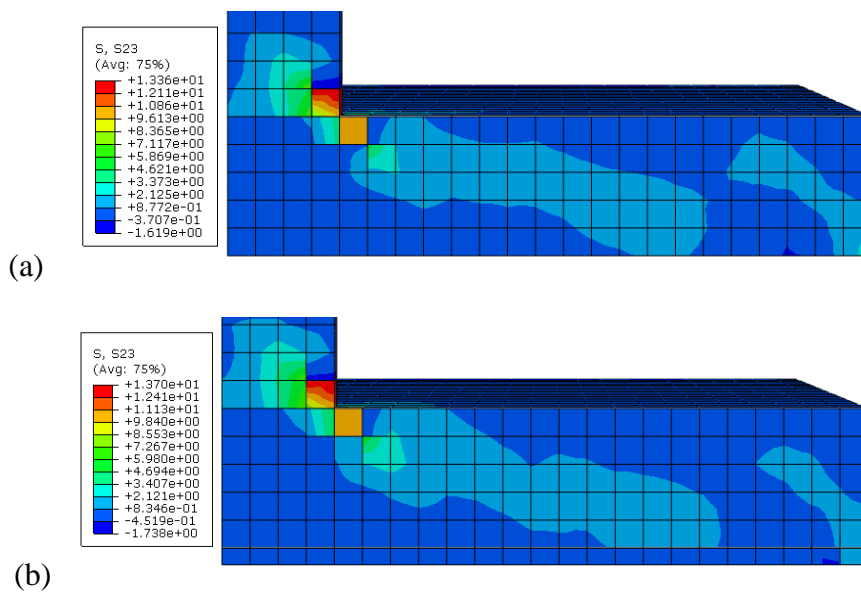 S, S23
(Avg: 75%)
+1.336e+01
+1.211e+01
+1.086e+01
+9.613e+00
+8.365e+00
+7.117e+00
+5.869e+00
+4.621e+00
+3.373e+00
+2.125e+00
+8.772e-01
-3.707e-01
-1.619e+00
(a)
S, S23
(Avg: 75%)
+1.370e+01
+1.241e+01
+1.113e+01
+9.840e+00
+8.553e+00
+7.267e+00
+5.980e+00
+4.694e+00
+3.407e+00
+2.121e+00
+8.346e-01
-4.519e-01
-1.738e+00
(b)